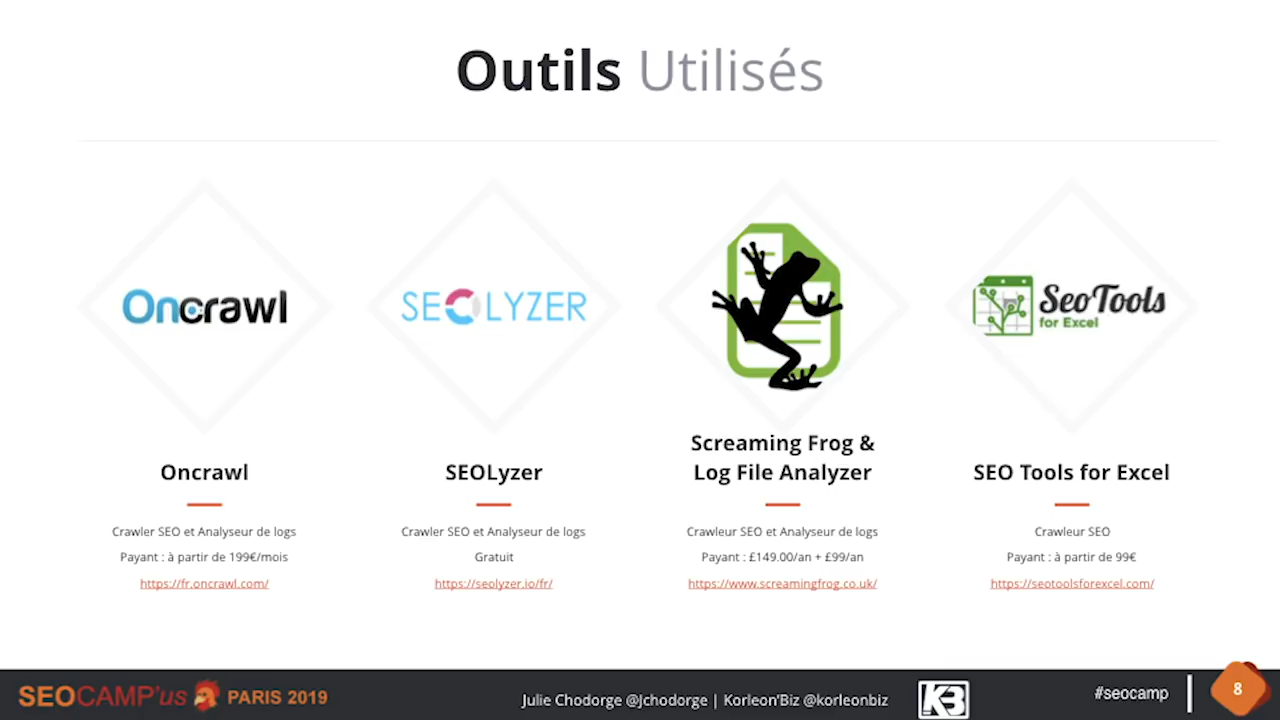 Outils Utilisés
Oncrawl
SEOLYZER
SeoTools
for Excel
Oncrawl
SEOLyzer
Screaming Frog &
Log File Analyzer
SEO Tools for Excel
Crawler SEO et Analyseur de logs
Payant : à partir de 199€/mois
https://fr.oncrawl.com/
Crawler SEO et Analyseur de logs
Gratuit
https://seolyzer.io/fr/
Crawleur SEO et Analyseur de logs
Payant : £149.00/an + £99/an
https://www.screamingfrog.co.uk/
Crawleur SEO
Payant : à partir de 99€
https://seotoolsforexcel.com/
SEOCAMP'us PARIS 2019
Julie Chodorge @Jchodorge | Korleon'Biz @korleonbiz
KB
#seocamp
8